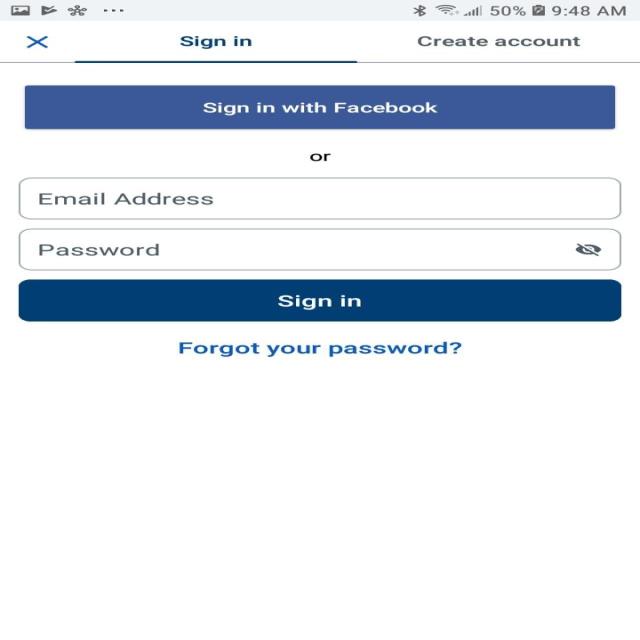 50% 9:48 AM
Sign in Create account
Sign in with Facebook
or
Email Address
Password
Sign in
Forgot your password?